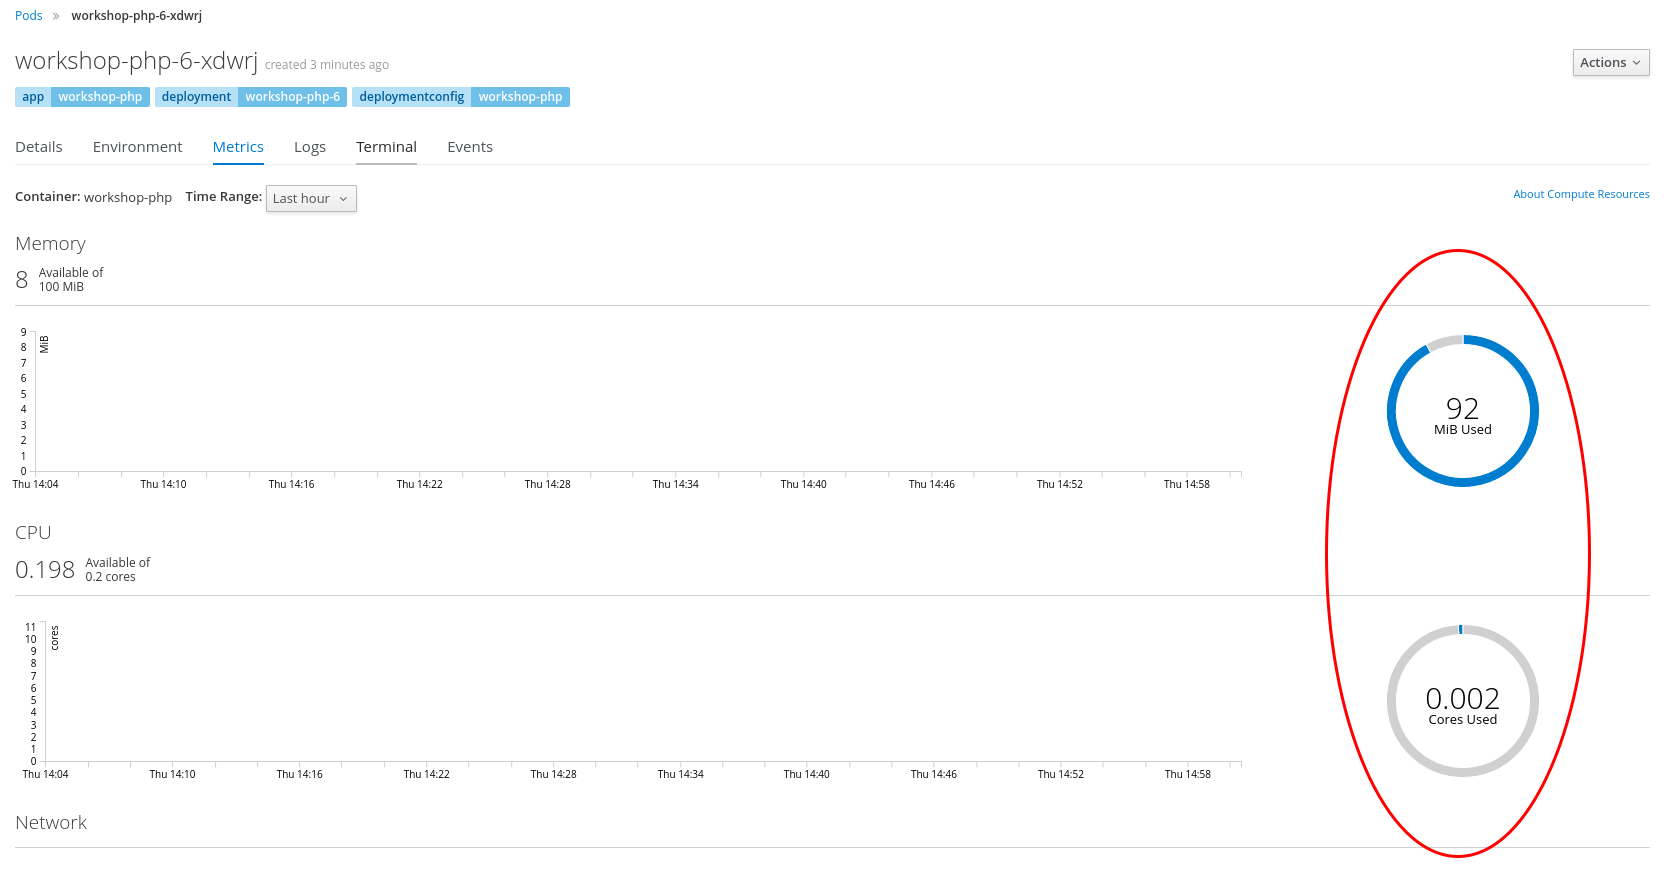 Pods » workshop-php-6-xdwrj
workshop-php-6-xdwrj created 3 minutes ago
Actions
app workshop-php deployment workshop-php-6 deploymentconfig workshop-php
Details Environment Metrics Logs Terminal Events
Container: workshop-php Time Range: Last hour
About Compute Resources
Memory
8 Available of
100 MiB
9
8
7
6
5
4
3
2
1
0
MiB
Thu 14:04 Thu 14:10 Thu 14:16 Thu 14:22 Thu 14:28 Thu 14:34 Thu 14:40 Thu 14:46 Thu 14:52 Thu 14:58
92
MiB Used
CPU
0.198 Available of
0.2 cores
11
10
9
8
7
6
5
4
3
2
1
0
cores
Thu 14:04 Thu 14:10 Thu 14:16 Thu 14:22 Thu 14:28 Thu 14:34 Thu 14:40 Thu 14:46 Thu 14:52 Thu 14:58
0.002
Cores Used
Network